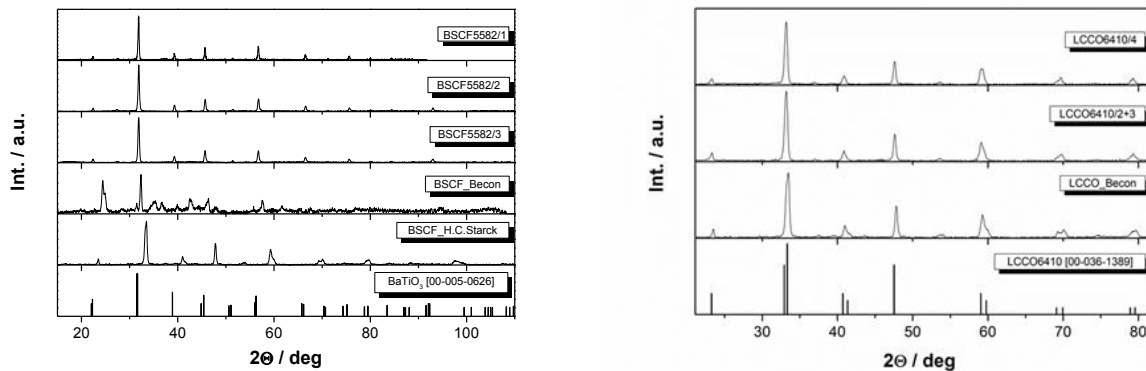 BSCF5582/1
BSCF5582/2
BSCF5582/3
BSCF_Becon
BSCF_H.C.Starck
BaTiO3 [00-005-0626]
Int. / a.u.
20 40 60 80 100
2Θ / deg
LCCO6410/4
LCCO6410/2+3
LCCO_Becon
LCCO6410 [00-036-1389]
Int. / a.u.
30 40 50 60 70 80
2Θ / deg